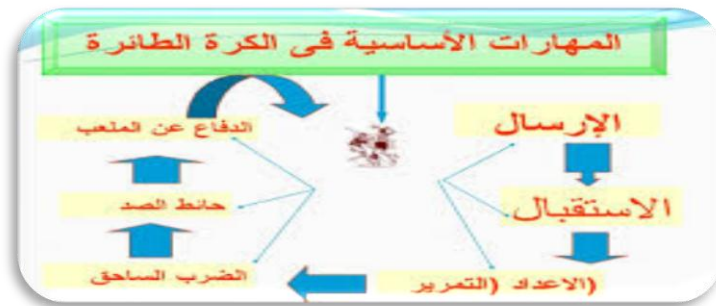 المهارات الأساسية فى الكرة الطائرة
الإرسال
الاستقبال
(الاعداد (التمرير
الضرب الساحق
حائط الصد
الدفاع عن الملعب